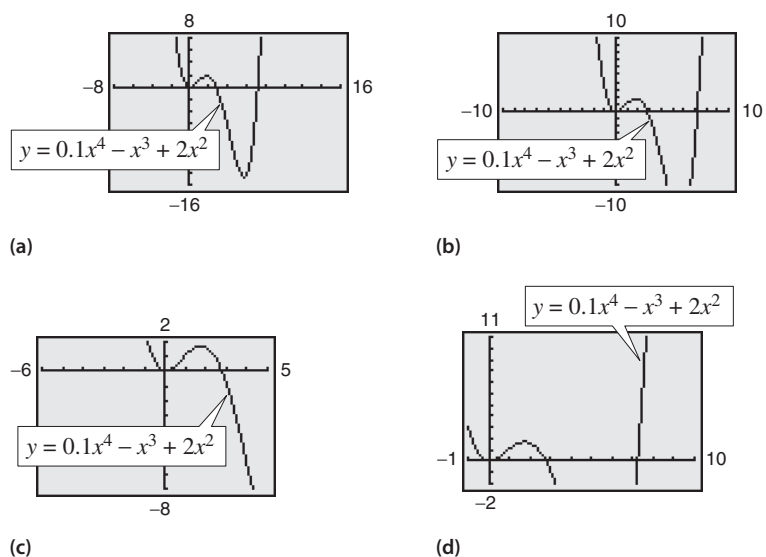 8
−8
16
y = 0.1x⁴ − x³ + 2x²
−16
(a)
10
−10
10
y = 0.1x⁴ − x³ + 2x²
−10
(b)
2
−6
5
y = 0.1x⁴ − x³ + 2x²
−8
(c)
y = 0.1x⁴ − x³ + 2x²
11
−1
10
−2
(d)